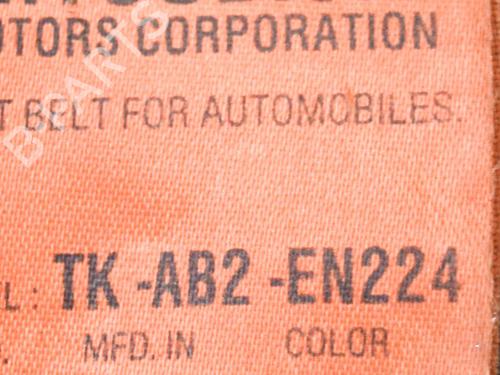 OTORS CORPORATION
T BELT FOR AUTOMOBILES.
L: TK -AB2 -EN224
MFD. IN COLOR